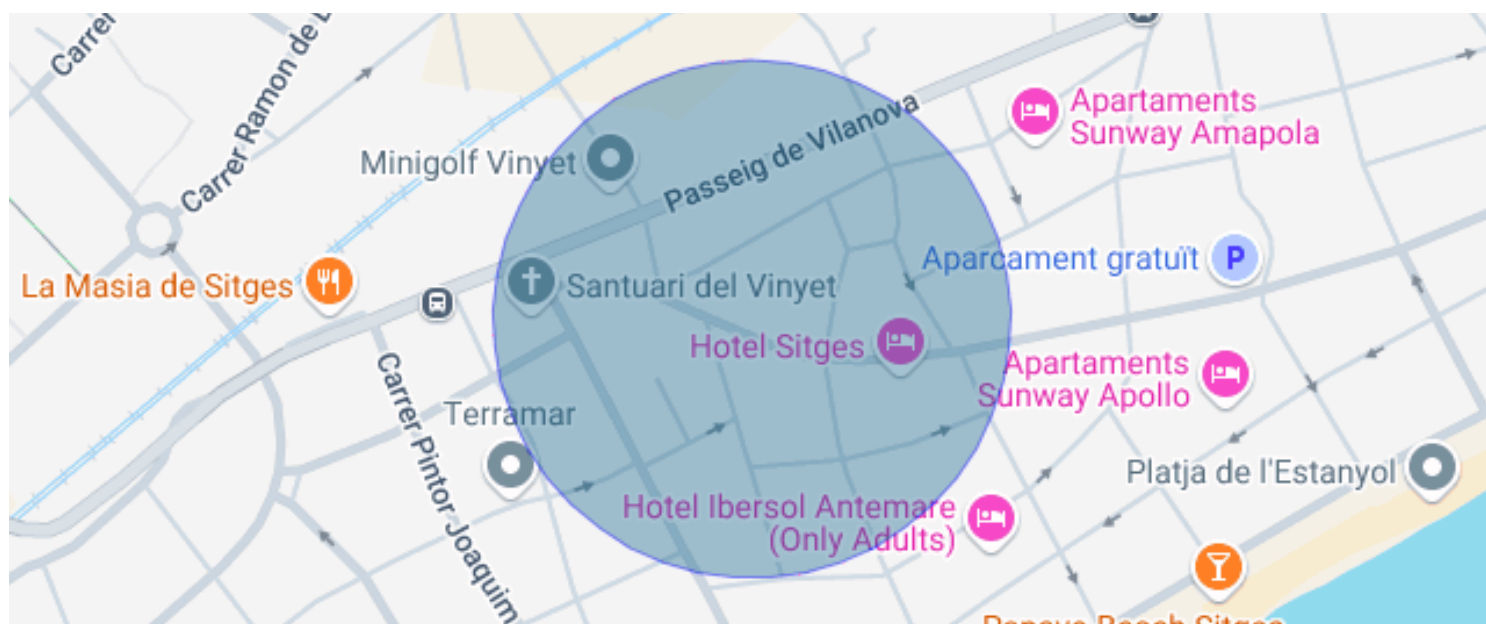 Carrer
Carrer Ramon de
Minigolf Vinyet
Passeig de Vilanova
Apartaments
Sunway Amapola
La Masia de Sitges
Santuari del Vinyet
Aparcament gratuït
P
Hotel Sitges
Apartaments
Sunway Apollo
Carrer Pintor Joaquim
Terramar
Platja de l'Estanyol
Hotel Ibersol Antemare
(Only Adults)